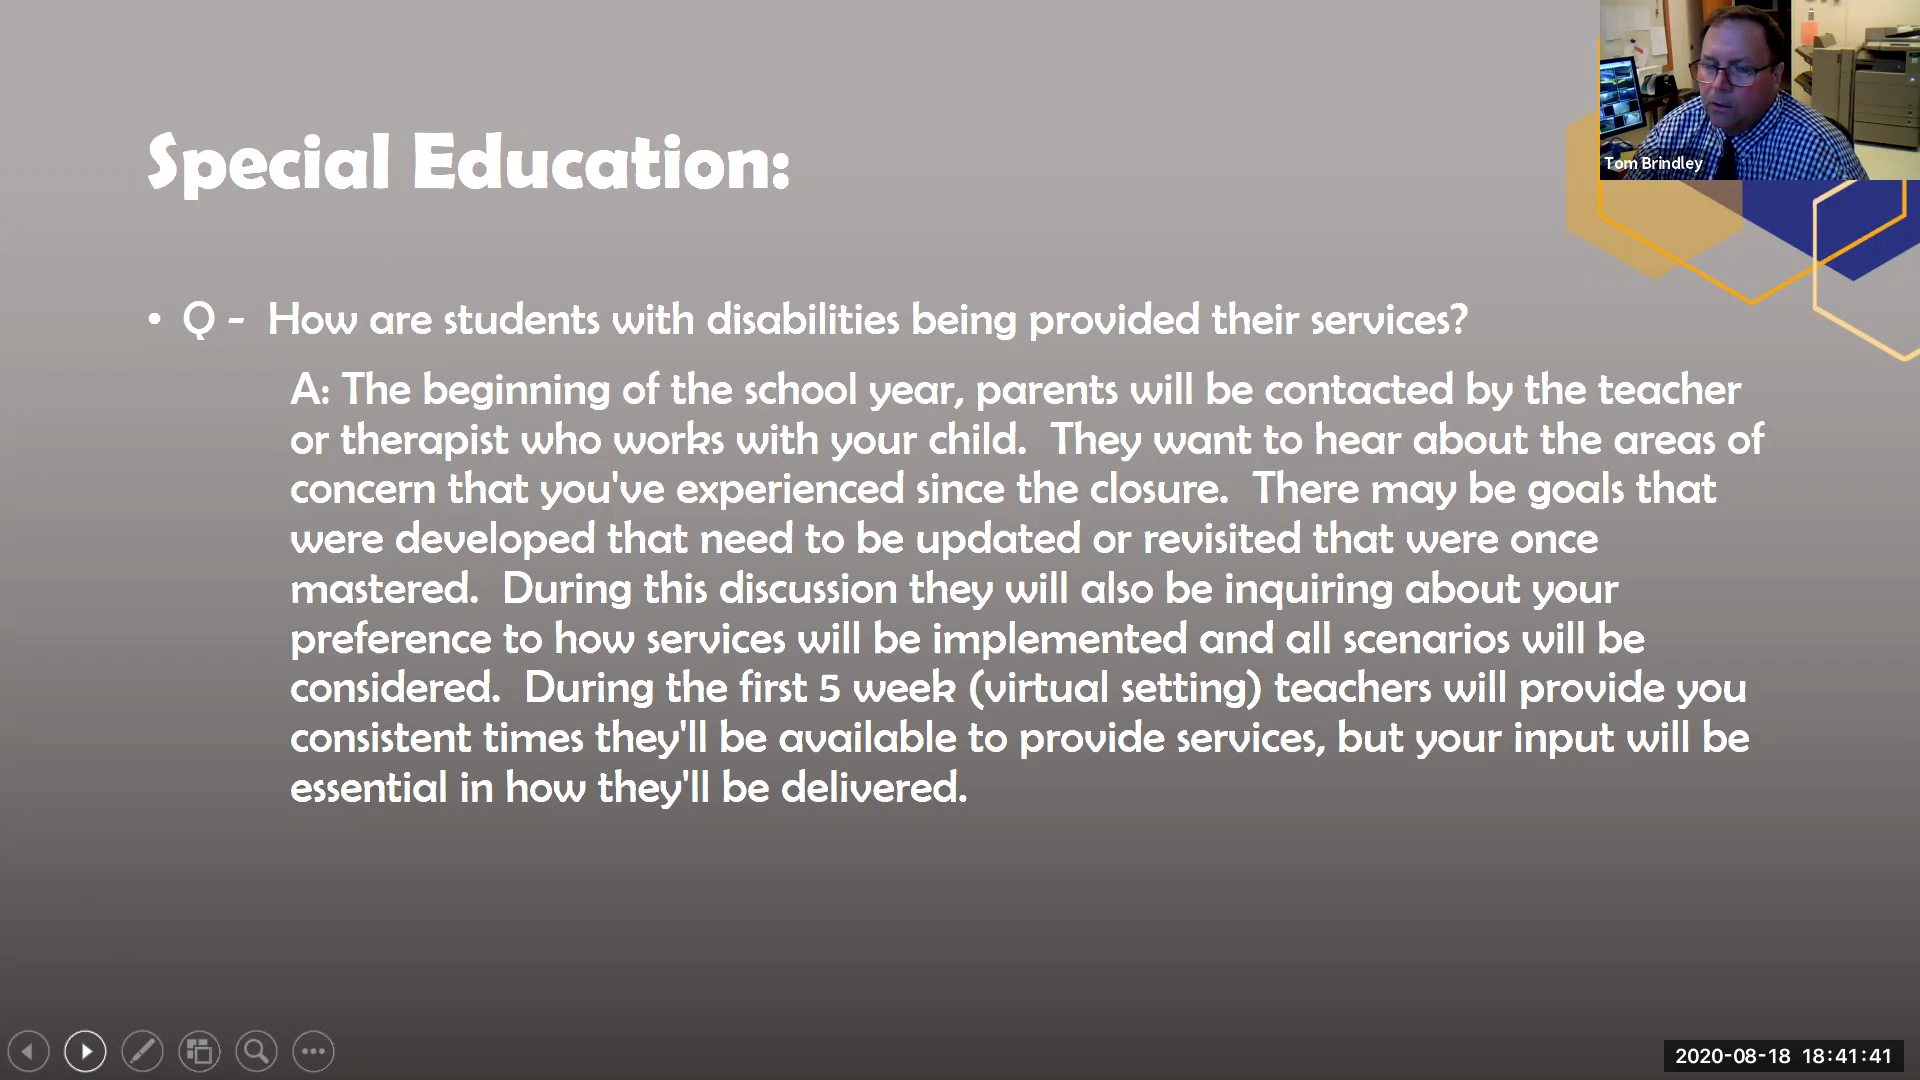 Special Education:
Tom Brindley
• Q - How are students with disabilities being provided their services?
A: The beginning of the school year, parents will be contacted by the teacher
or therapist who works with your child. They want to hear about the areas of
concern that you've experienced since the closure. There may be goals that
were developed that need to be updated or revisited that were once
mastered. During this discussion they will also be inquiring about your
preference to how services will be implemented and all scenarios will be
considered. During the first 5 week (virtual setting) teachers will provide you
consistent times they'll be available to provide services, but your input will be
essential in how they'll be delivered.
2020-08-18 18:41:41